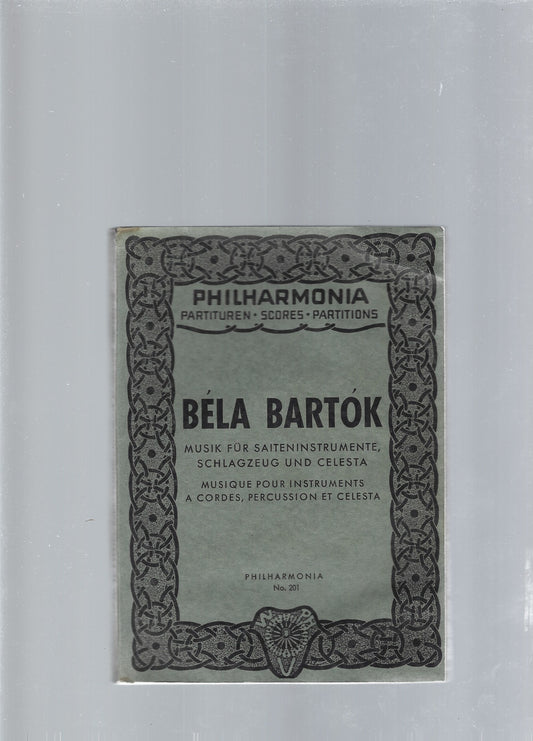 PHILHARMONIA
PARTITUREN • SCORES • PARTITIONS
BÉLA BARTÓK
MUSIK FÜR SAITENINSTRUMENTE,
SCHLAGZEUG UND CELESTA
MUSIQUE POUR INSTRUMENTS
A CORDES, PERCUSSION ET CELESTA
PHILHARMONIA
No. 201